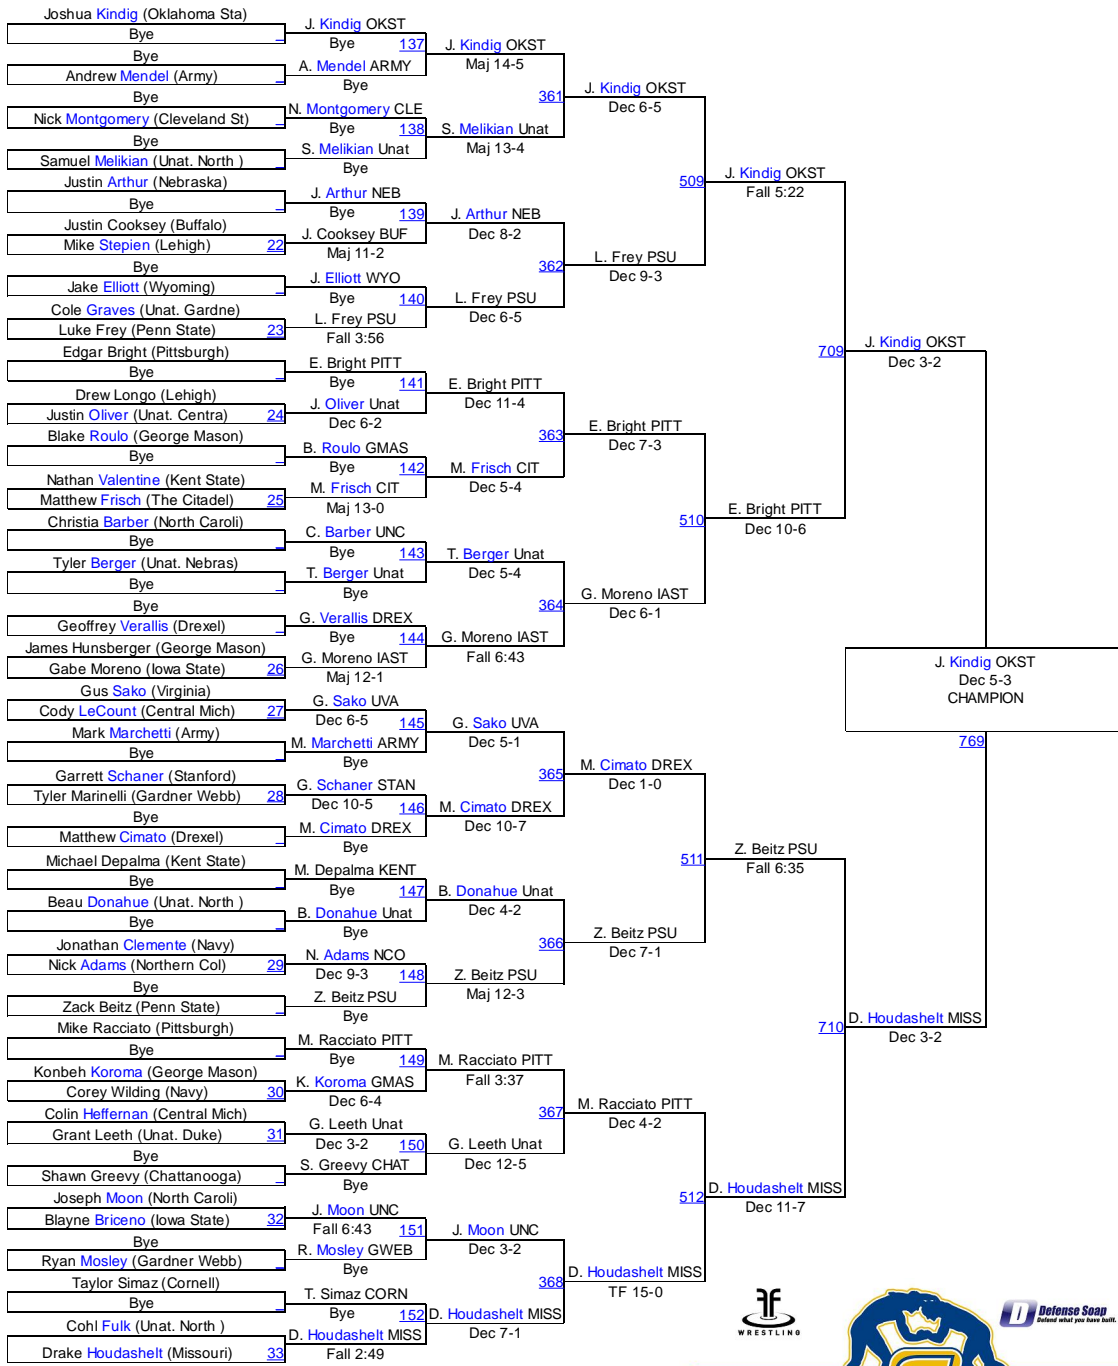 Joshua Kindig (Oklahoma Sta)
Bye
Bye
Andrew Mendel (Army)
Bye
Nick Montgomery (Cleveland St)
Bye
Samuel Melikian (Unat. North )
Justin Arthur (Nebraska)
Bye
Justin Cooksey (Buffalo)
Mike Stepien (Lehigh) 22
Bye
Jake Elliott (Wyoming)
Cole Graves (Unat. Gardne)
Luke Frey (Penn State) 23
Edgar Bright (Pittsburgh)
Bye
Drew Longo (Lehigh)
Justin Oliver (Unat. Centra) 24
Blake Roulo (George Mason)
Bye
Nathan Valentine (Kent State)
Matthew Frisch (The Citadel) 25
Christia Barber (North Caroli)
Bye
Tyler Berger (Unat. Nebras)
Bye
Bye
Geoffrey Verallis (Drexel)
James Hunsberger (George Mason)
Gabe Moreno (Iowa State) 26
Gus Sako (Virginia)
Cody LeCount (Central Mich) 27
Mark Marchetti (Army)
Bye
Garrett Schaner (Stanford)
Tyler Marinelli (Gardner Webb) 28
Bye
Matthew Cimato (Drexel)
Michael Depalma (Kent State)
Bye
Beau Donahue (Unat. North )
Bye
Jonathan Clemente (Navy)
Nick Adams (Northern Col) 29
Bye
Zack Beitz (Penn State)
Mike Racciato (Pittsburgh)
Bye
Konbeh Koroma (George Mason)
Corey Wilding (Navy) 30
Colin Heffernan (Central Mich)
Grant Leeth (Unat. Duke) 31
Bye
Shawn Greevy (Chattanooga)
Joseph Moon (North Caroli)
Blayne Briceno (Iowa State) 32
Bye
Ryan Mosley (Gardner Webb)
Taylor Simaz (Cornell)
Bye
Cohl Fulk (Unat. North )
Drake Houdashelt (Missouri) 33
J. Kindig OKST
Bye 137
A. Mendel ARMY
Bye
N. Montgomery CLE
Bye 138
S. Melikian Unat
Bye
J. Arthur NEB
Bye 139
J. Cooksey BUF
Maj 11-2
J. Elliott WYO
Bye 140
L. Frey PSU
Fall 3:56
E. Bright PITT
Bye 141
J. Oliver Unat
Dec 6-2
B. Roulo GMAS
Bye 142
M. Frisch CIT
Maj 13-0
C. Barber UNC
Bye 143
T. Berger Unat
Bye
G. Verallis DREX
Bye 144
G. Moreno IAST
Maj 12-1
G. Sako UVA
Dec 6-5 145
M. Marchetti ARMY
Bye
G. Schaner STAN
Dec 10-5 146
M. Cimato DREX
Bye
M. Depalma KENT
Bye 147
B. Donahue Unat
Bye
N. Adams NCO
Dec 9-3 148
Z. Beitz PSU
Bye
M. Racciato PITT
Bye 149
K. Koroma GMAS
Dec 6-4
G. Leeth Unat
Dec 3-2 150
S. Greevy CHAT
Bye
J. Moon UNC
Fall 6:43 151
R. Mosley GWEB
Bye
T. Simaz CORN
Bye 152
D. Houdashelt MISS
Fall 2:49
J. Kindig OKST
Maj 14-5
361
S. Melikian Unat
Maj 13-4
J. Arthur NEB
Dec 8-2
362
L. Frey PSU
Dec 6-5
E. Bright PITT
Dec 11-4
363
M. Frisch CIT
Dec 5-4
T. Berger Unat
Dec 5-4
364
G. Moreno IAST
Fall 6:43
G. Sako UVA
Dec 5-1
365
M. Cimato DREX
Dec 10-7
B. Donahue Unat
Dec 4-2
366
Z. Beitz PSU
Maj 12-3
M. Racciato PITT
Fall 3:37
367
G. Leeth Unat
Dec 12-5
J. Moon UNC
Dec 3-2
368
D. Houdashelt MISS
Dec 7-1
J. Kindig OKST
Dec 6-5
509
L. Frey PSU
Dec 9-3
E. Bright PITT
Dec 7-3
510
G. Moreno IAST
Dec 6-1
M. Cimato DREX
Dec 1-0
511
Z. Beitz PSU
Dec 7-1
M. Racciato PITT
Dec 4-2
512
D. Houdashelt MISS
TF 15-0
J. Kindig OKST
Fall 5:22
709
E. Bright PITT
Dec 10-6
Z. Beitz PSU
Fall 6:35
710
D. Houdashelt MISS
Dec 11-7
J. Kindig OKST
Dec 3-2
D. Houdashelt MISS
Dec 3-2
J. Kindig OKST
Dec 5-3
CHAMPION
769
WRESTLING
Defense Soap
Defend what you have built.